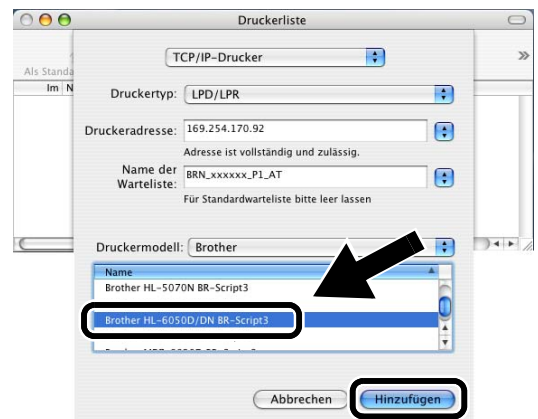 Druckerliste
Als Standa
»
Im N
TCP/IP-Drucker
Druckertyp: LPD/LPR
Druckeradresse: 169.254.170.92
Adresse ist vollständig und zulässig.
Name der Warteliste: BRN_xxxxxx_P1_AT
Für Standardwarteliste bitte leer lassen
Druckermodell: Brother
Name
Brother HL-5070N BR-Script3
Brother HL-6050D/DN BR-Script3
Abbrechen
Hinzufügen